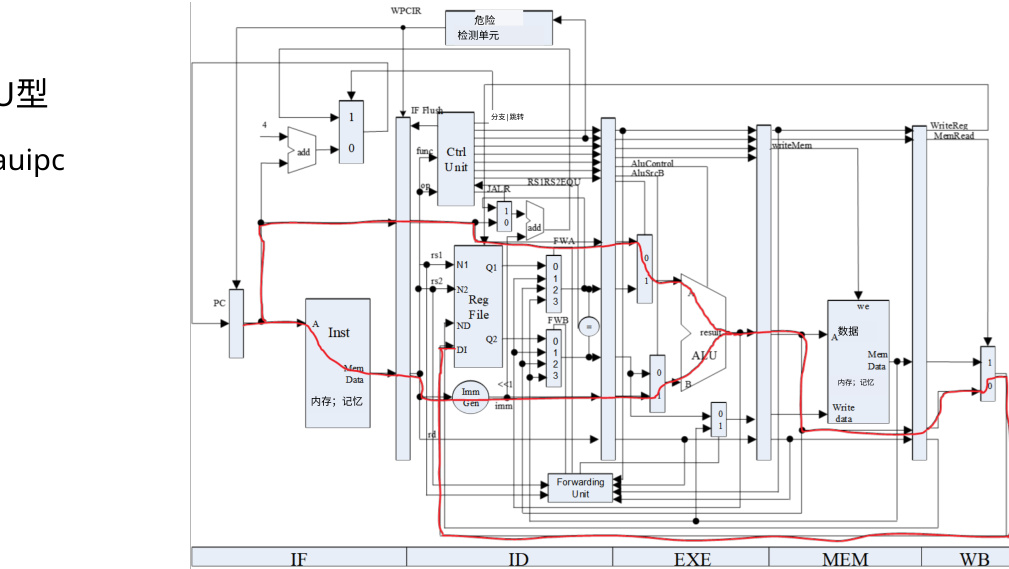 U型
auipc
WPCIR
危险
检测单元
4
add
1
0
IF Flush
分支|跳转
Ctrl
Unit
func
op
JALR
RS1RS2EQU
1
0
add
AluControl
AluSrcB
writeMem
WriteReg
MemRead
FWA
rs1
rs2
N1
N2
ND
DI
Q1
Q2
Reg
File
0
1
2
3
FWB
0
1
2
3
=
PC
A
Inst
Mem
Data
内存；记忆
Imm
Gen
<<1
imm
rd
0
1
0
1
A
B
result
ALU
0
1
we
A
数据
Mem
Data
内存；记忆
Write
data
1
0
Forwarding
Unit
IF
ID
EXE
MEM
WB